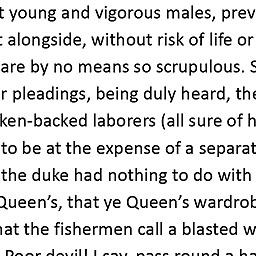 t young and vigorous males, prev
t alongside, without risk of life or
are by no means so scrupulous. S
r pleadings, being duly heard, the
ken-backed laborers (all sure of h
to be at the expense of a separat
the duke had nothing to do with
Queen's, that ye Queen's wardrob
hat the fishermen call a blasted w
Poor devil! I say, pass round a ha